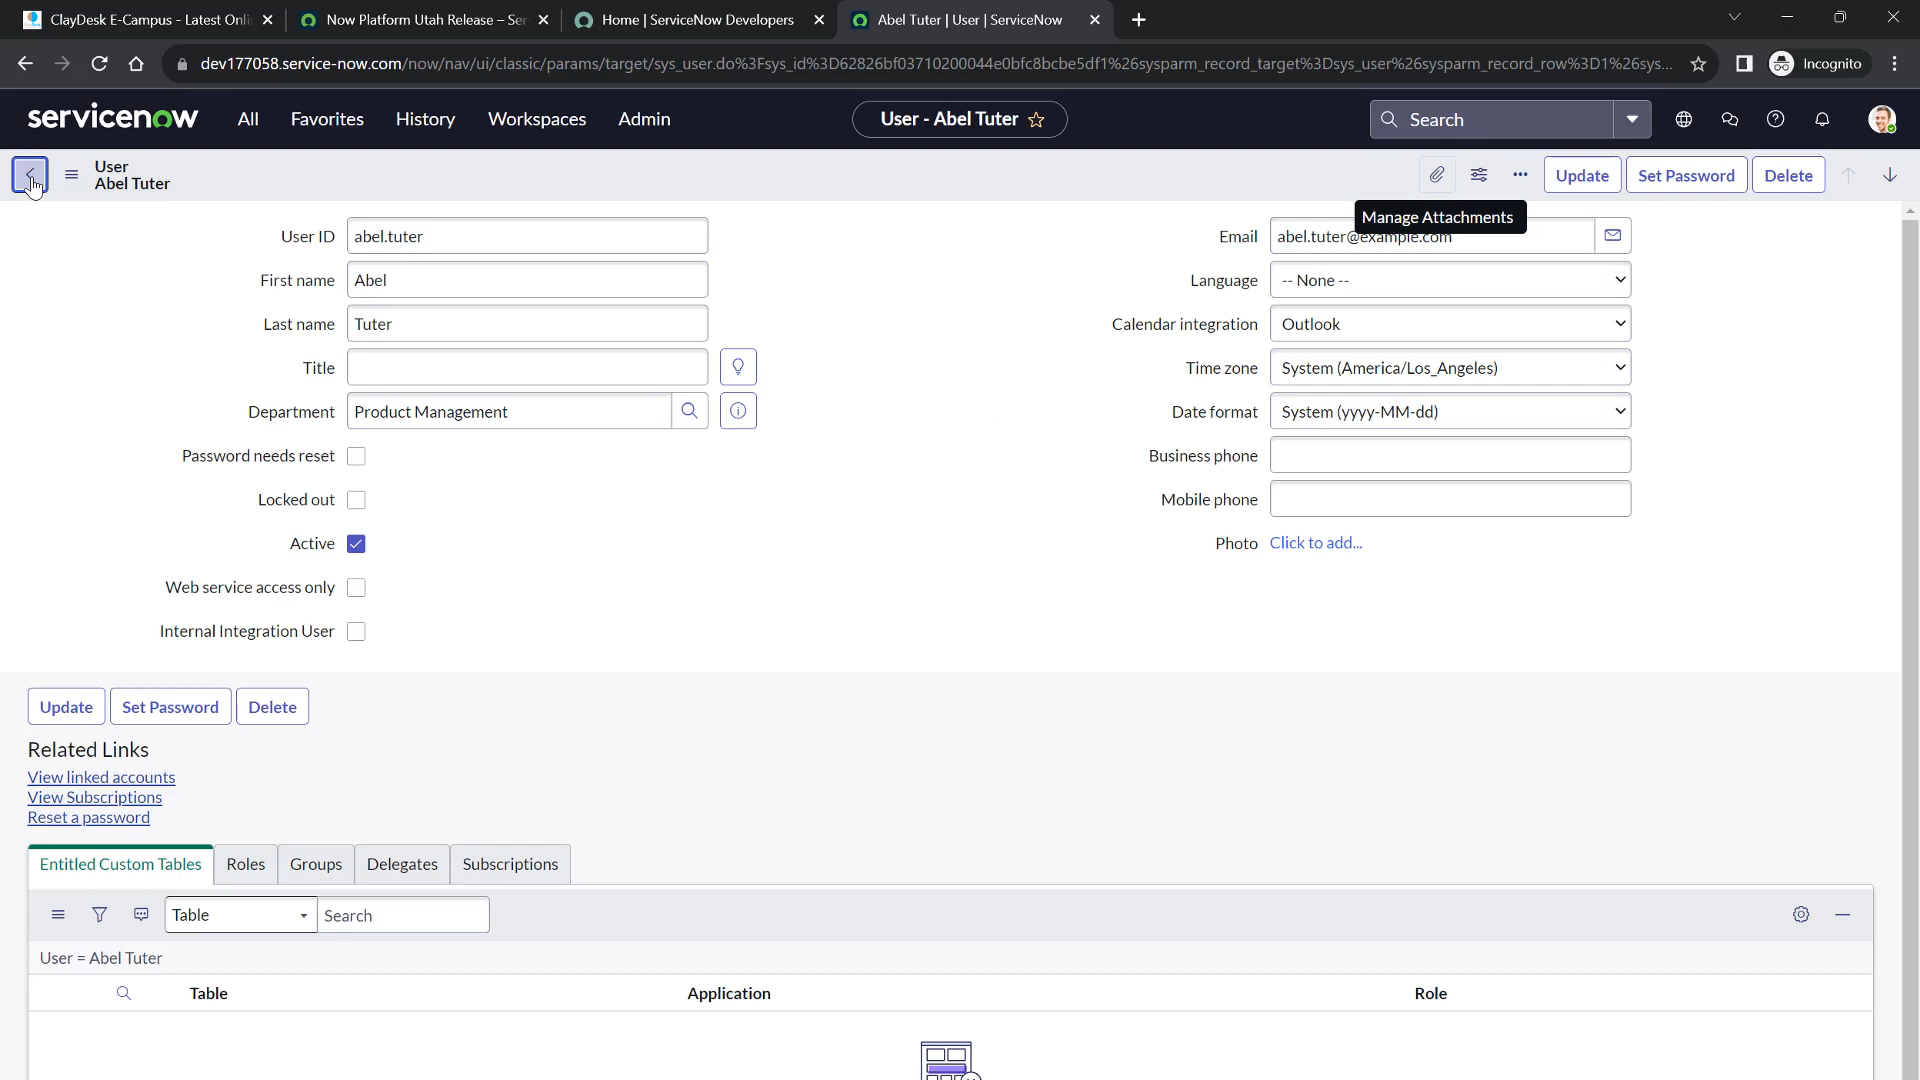 ClayDesk E-Campus - Latest Onli
Now Platform Utah Release – Ser
Home | ServiceNow Developers
Abel Tuter | User | ServiceNow
dev177058.service-now.com/now/nav/ui/classic/params/target/sys_user.do%3Fsys_id%3D62826bf03710200044e0bfc8bcbe5df1%26sysparm_record_target%3Dsys_user%26sysparm_record_row%3D1%26sys...
Incognito
servicenow
All
Favorites
History
Workspaces
Admin
User - Abel Tuter
Search
User
Abel Tuter
Update
Set Password
Delete
Manage Attachments
User ID
abel.tuter
First name
Abel
Last name
Tuter
Title
Department
Product Management
Password needs reset
Locked out
Active
Web service access only
Internal Integration User
Email
abel.tuter@example.com
Language
-- None --
Calendar integration
Outlook
Time zone
System (America/Los_Angeles)
Date format
System (yyyy-MM-dd)
Business phone
Mobile phone
Photo
Click to add...
Update
Set Password
Delete
Related Links
View linked accounts
View Subscriptions
Reset a password
Entitled Custom Tables
Roles
Groups
Delegates
Subscriptions
Table
Search
User = Abel Tuter
Table
Application
Role